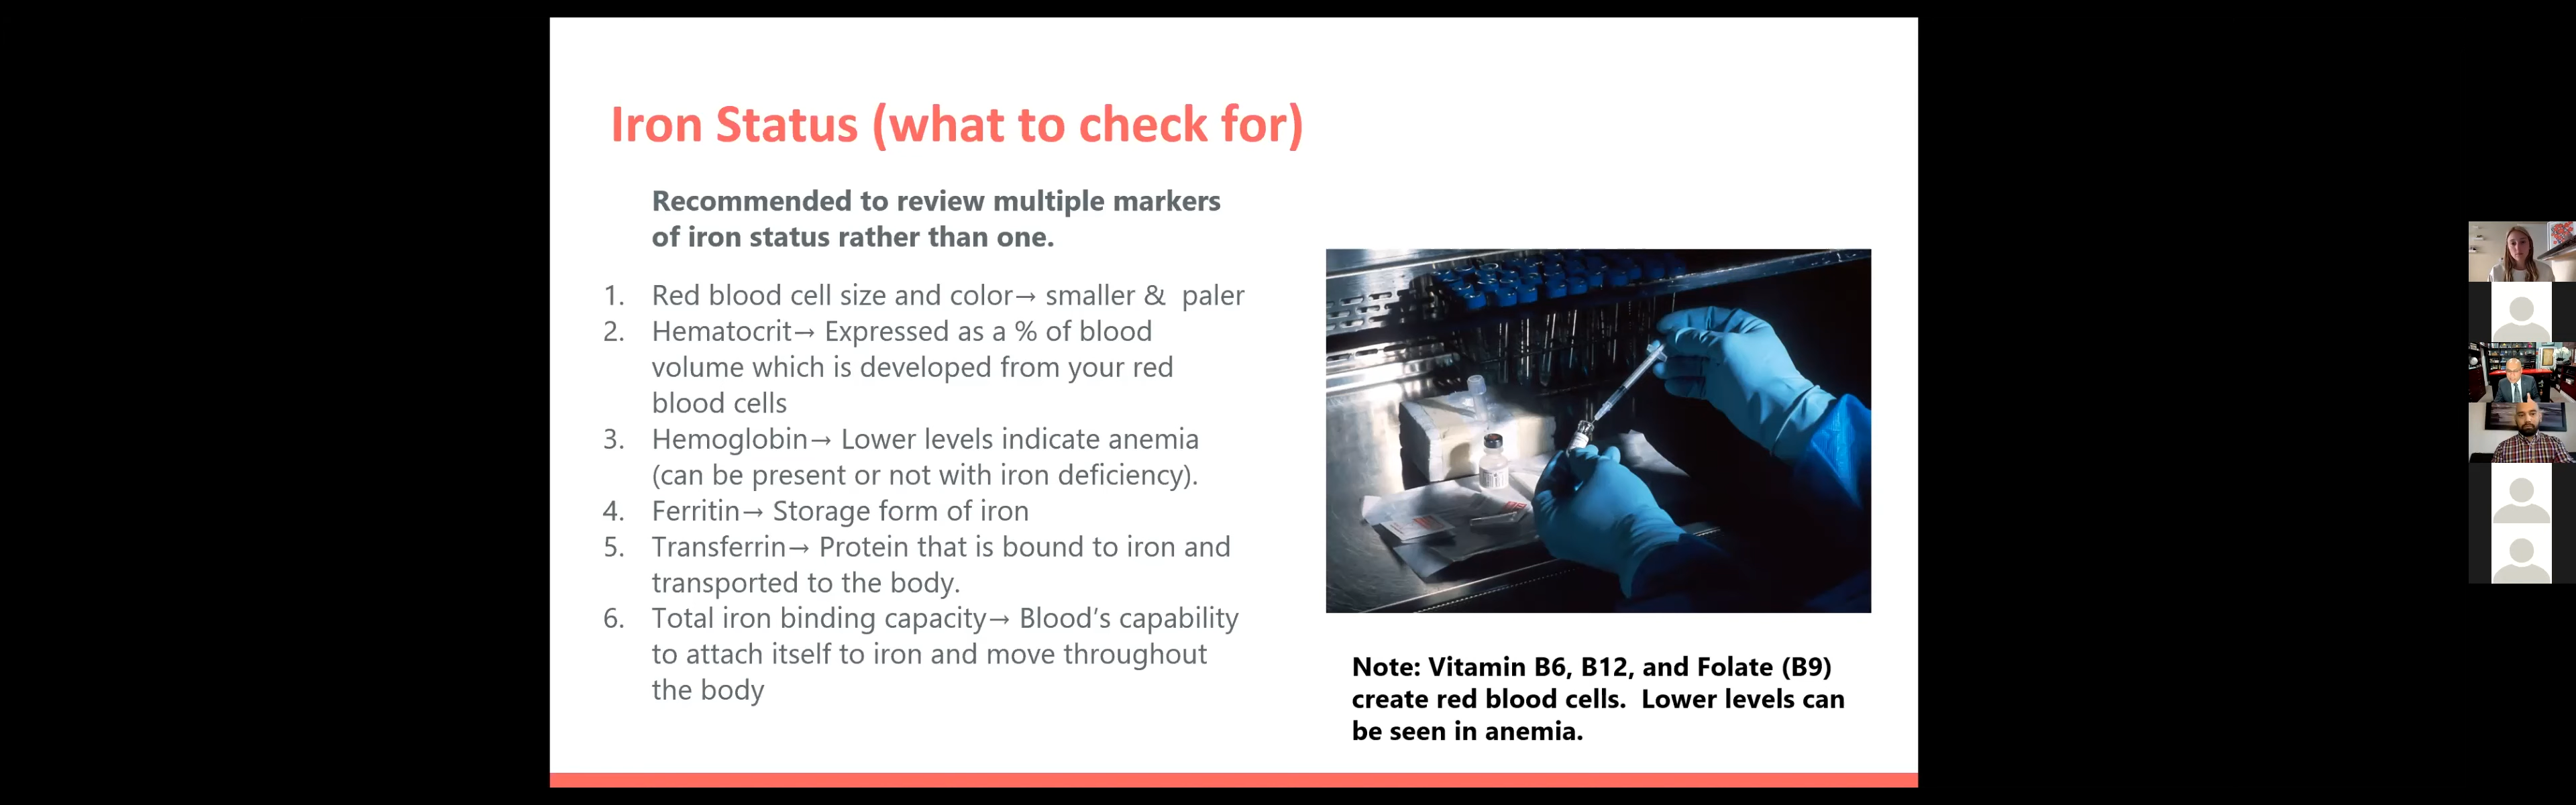 Iron Status (what to check for)
Recommended to review multiple markers
of iron status rather than one.
1. Red blood cell size and color→ smaller &  paler
2. Hematocrit→ Expressed as a % of blood
volume which is developed from your red
blood cells
3. Hemoglobin→ Lower levels indicate anemia
(can be present or not with iron deficiency).
4. Ferritin→ Storage form of iron
5. Transferrin→ Protein that is bound to iron and
transported to the body.
6. Total iron binding capacity→ Blood’s capability
to attach itself to iron and move throughout
the body
Note: Vitamin B6, B12, and Folate (B9)
create red blood cells.  Lower levels can
be seen in anemia.